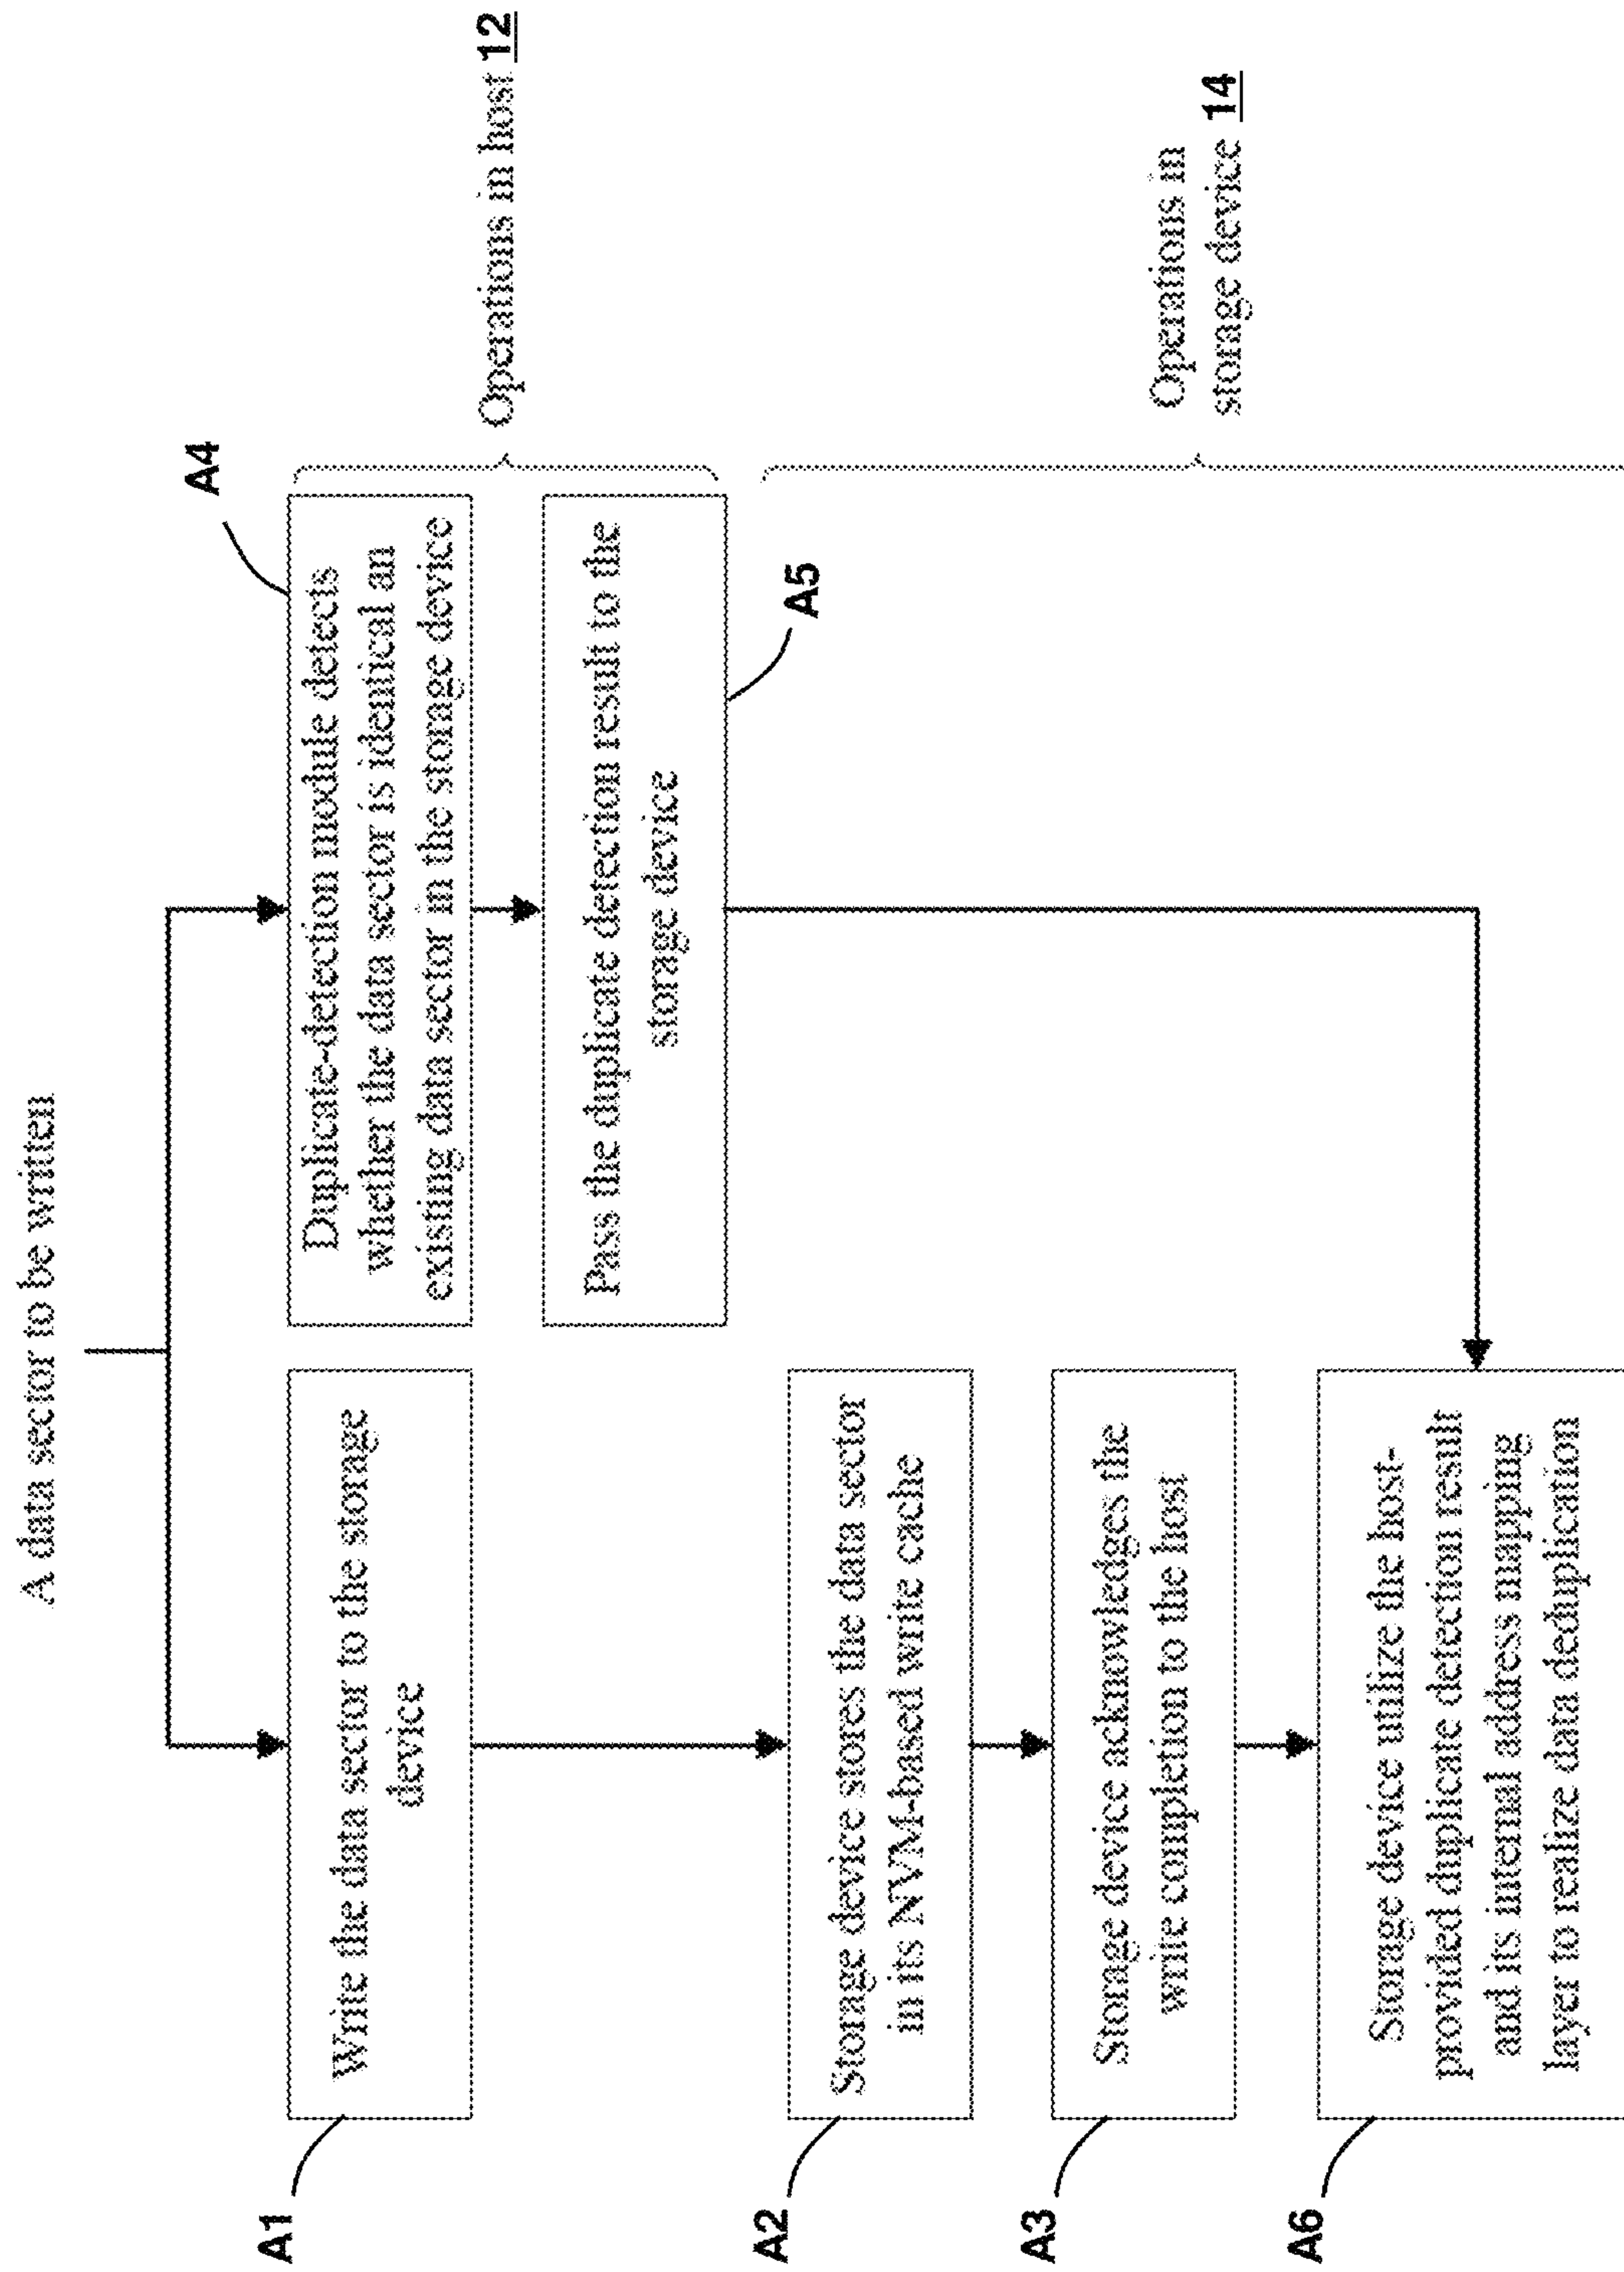 A data sector to be written
A1
Write the data sector to the storage
device
A4
Duplicate-detection module detects
whether the data sector is identical an
existing data sector in the storage device
Operations in host 12
Pass the duplicate detection result to the
storage device
A5
A2
Storage device stores the data sector
in its NVM-based write cache
Operations in
storage device 14
A3
Storage device acknowledges the
write completion to the host
A6
Storage device utilize the host-
provided duplicate detection result
and its internal address mapping
layer to realize data deduplication